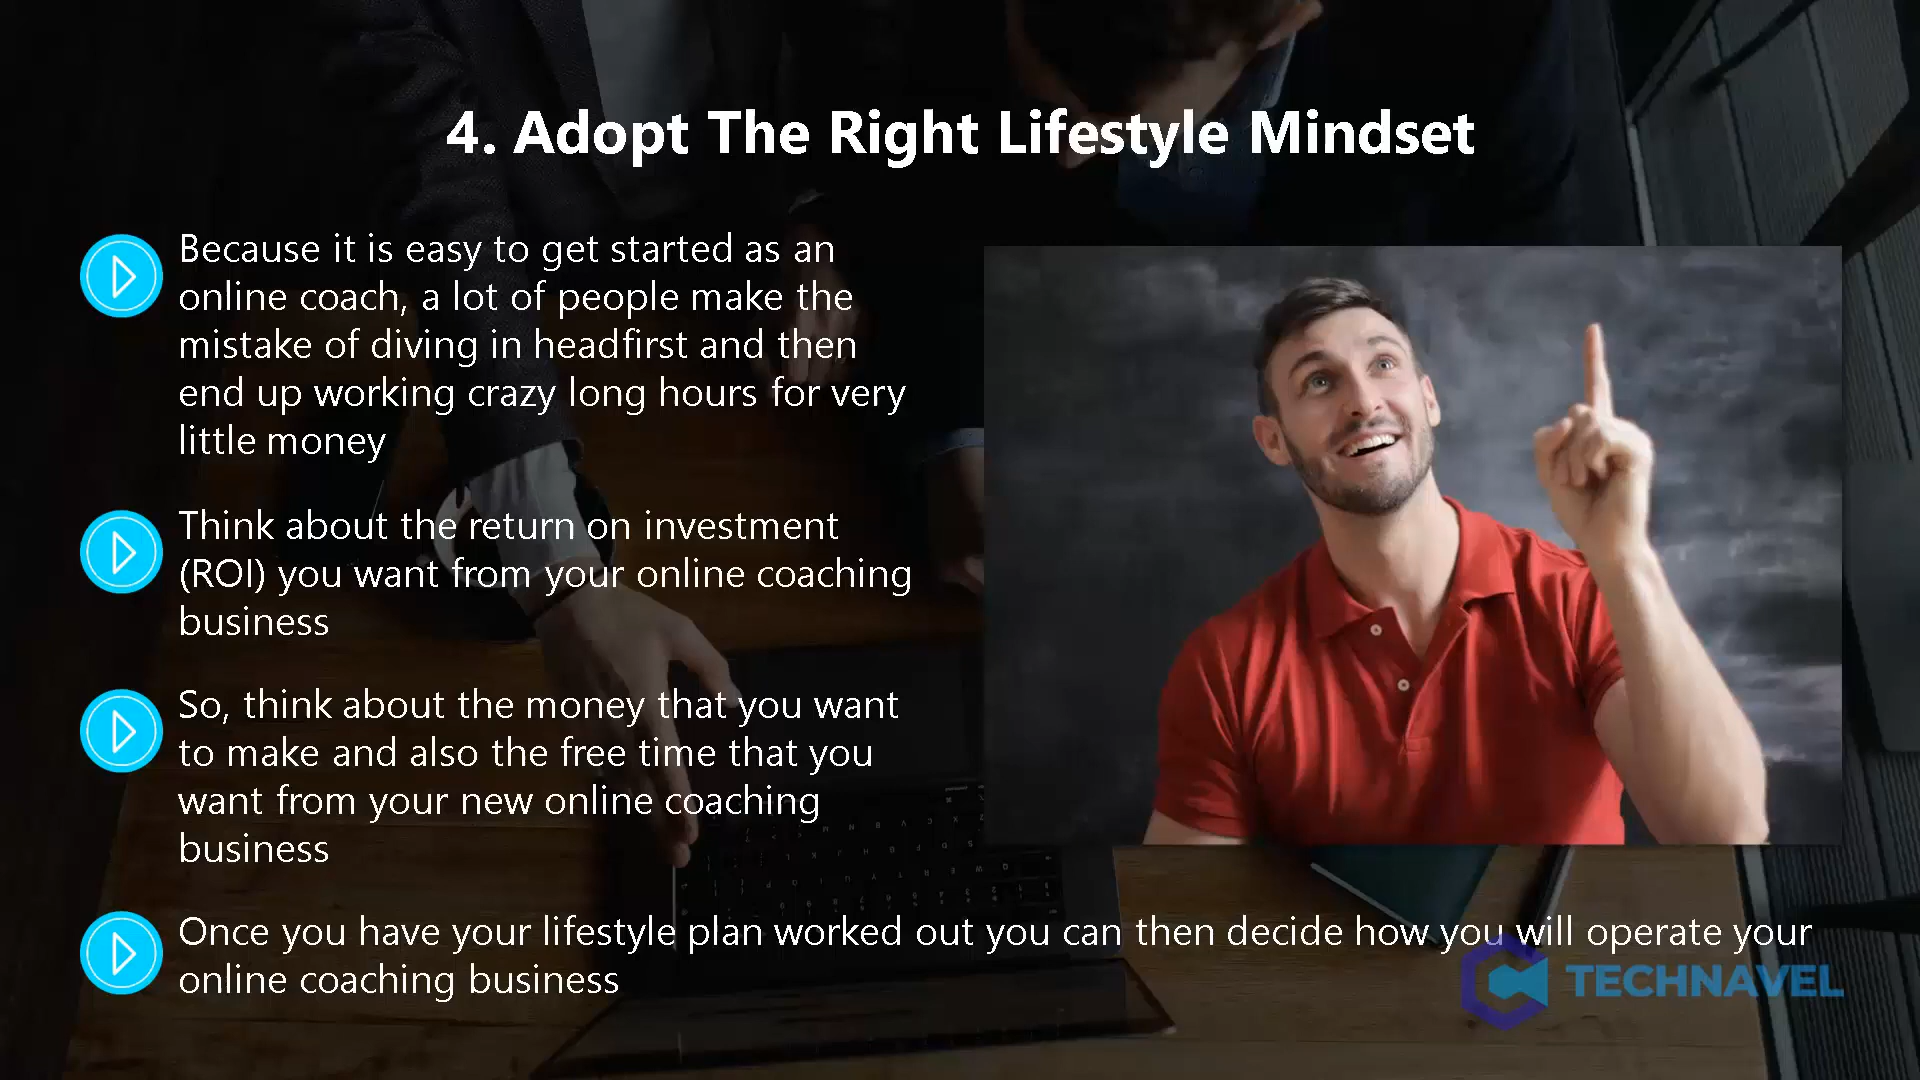 4. Adopt The Right Lifestyle Mindset
Because it is easy to get started as an
online coach, a lot of people make the
mistake of diving in headfirst and then
end up working crazy long hours for very
little money
Think about the return on investment
(ROI) you want from your online coaching
business
So, think about the money that you want
to make and also the free time that you
want from your new online coaching
business
Once you have your lifestyle plan worked out you can then decide how you will operate your
online coaching business
TECHNAVEL